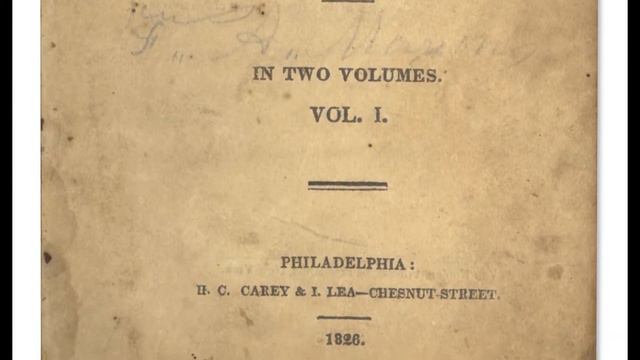 F. A.
IN TWO VOLUMES.
VOL. I.
PHILADELPHIA:
H. C. CAREY & I. LEA—CHESNUT-STREET.
1826.